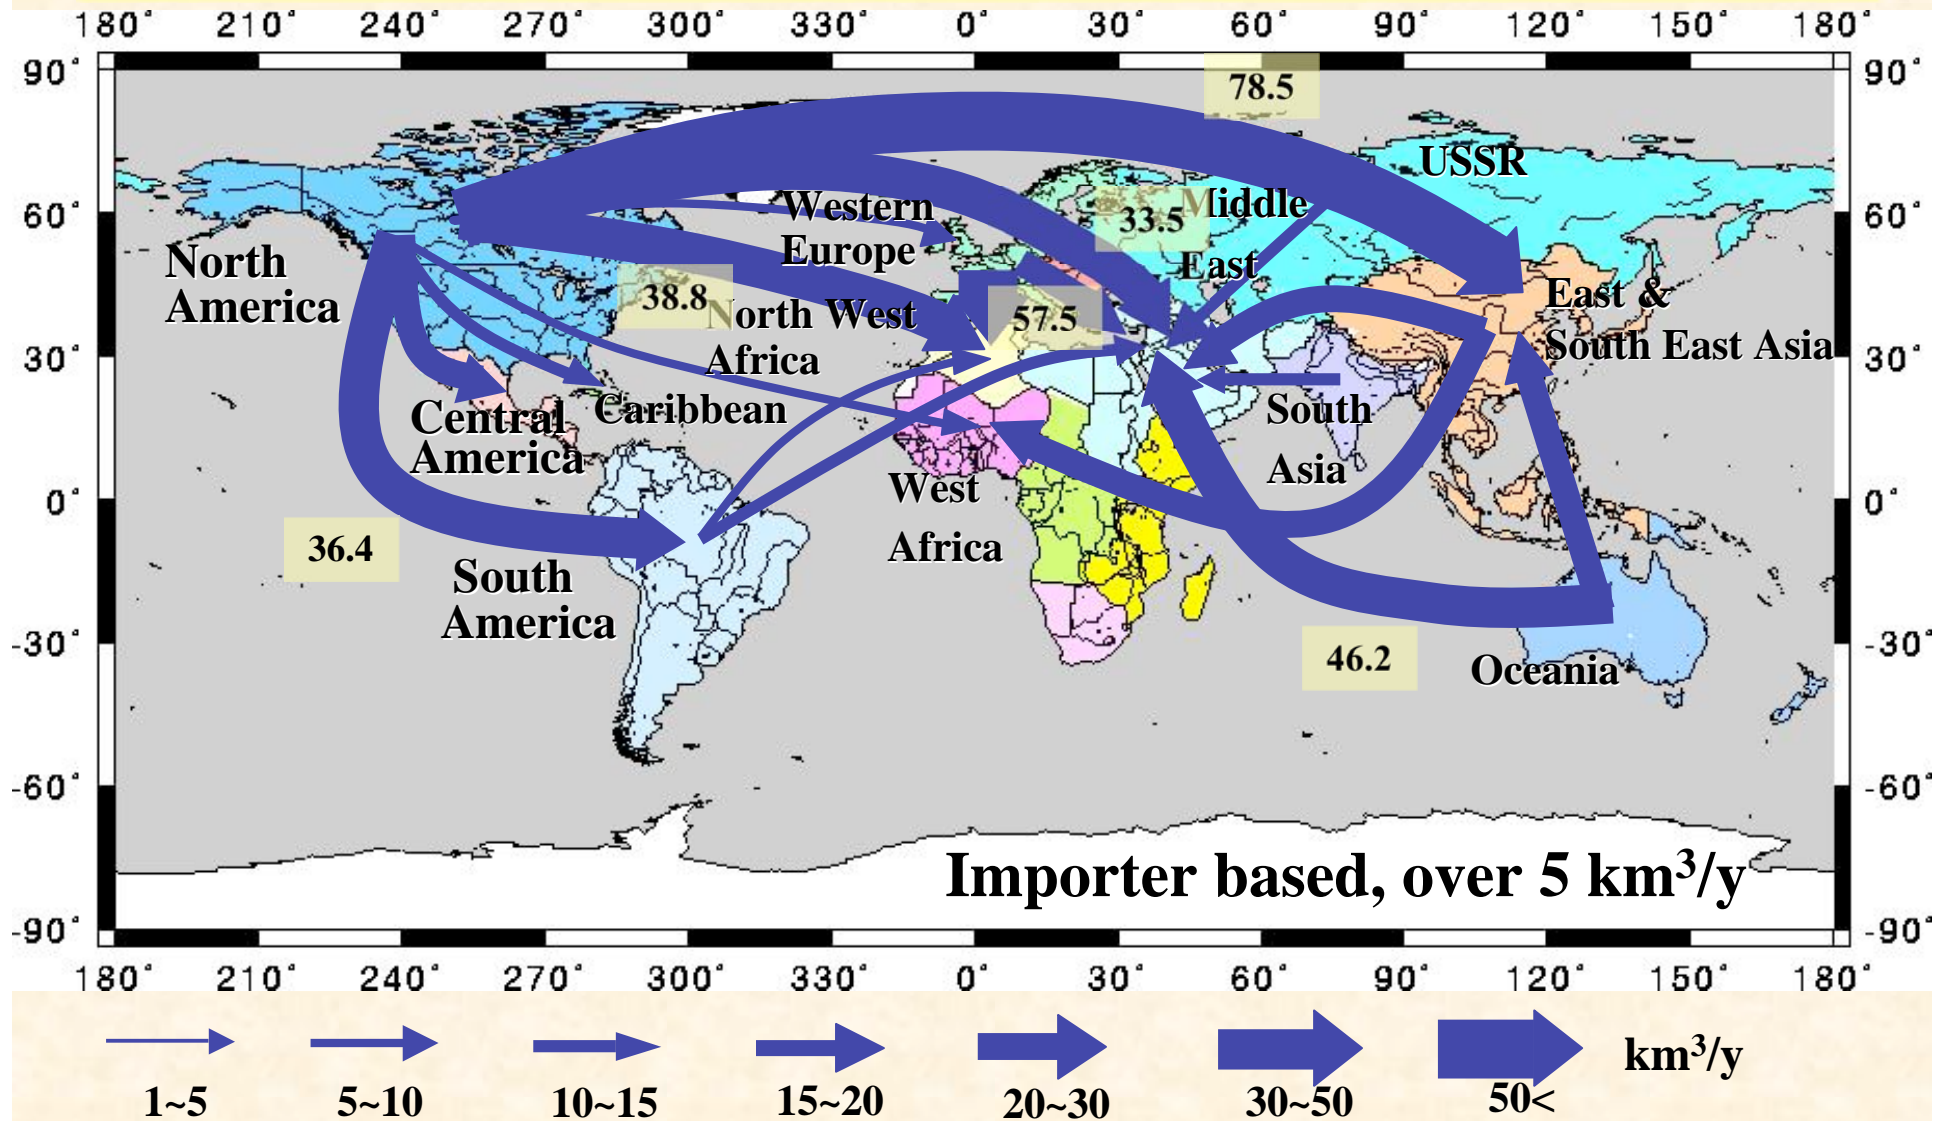 180° 210° 240° 270° 300° 330° 0° 30° 60° 90° 120° 150° 180°
90° 90°
78.5
USSR
60° 60°
Western
Europe
33.5
Middle
East
North
America
38.8
North West
Africa
57.5
East &
South East Asia
30° 30°
Central
America
Caribbean
South
Asia
West
Africa
0° 0°
36.4
South
America
-30° -30°
46.2
Oceania
-60° -60°
Importer based, over 5 km³/y
-90° -90°
180° 210° 240° 270° 300° 330° 0° 30° 60° 90° 120° 150° 180°
km³/y
1~5 5~10 10~15 15~20 20~30 30~50 50<